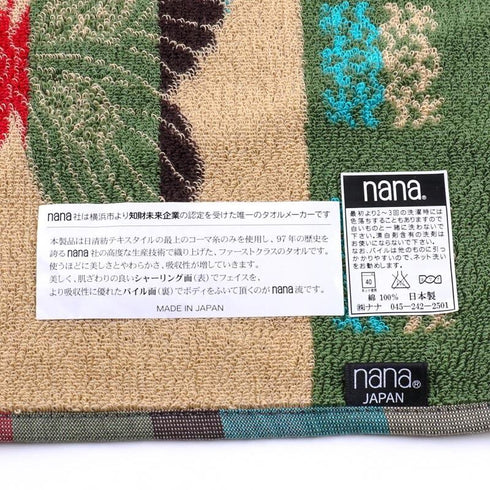 nana社は横浜市より知財未来企業の認定を受けた唯一のタオルメーカーです
本製品は日清紡テキスタイルの最上のコーマ糸のみを使用し、97年の歴史を
誇るnana社の高度な生産技術で織り上げた、ファーストクラスのタオルです。
使うほどに美しさとやわらかさ、吸収性が増していきます。
美しく、肌ざわりの良いシャーリング面(表)でフェイスを、
より吸収性に優れたパイル面(裏)でボディをふいて頂くのがnana流です。
MADE IN JAPAN
nana®
最初より2~3回の洗濯時には
色落ちすることもありますので
白いものと一緒に洗わないで
下さい。漂白剤含有の洗剤は
お使いにならないで下さい。
パイルは、他のものに引っ
かかりやすいので、ネット洗い
をお勧めします。
40
綿 100% 日本製
㈱ナナ 045-242-2501
nana®
JAPAN